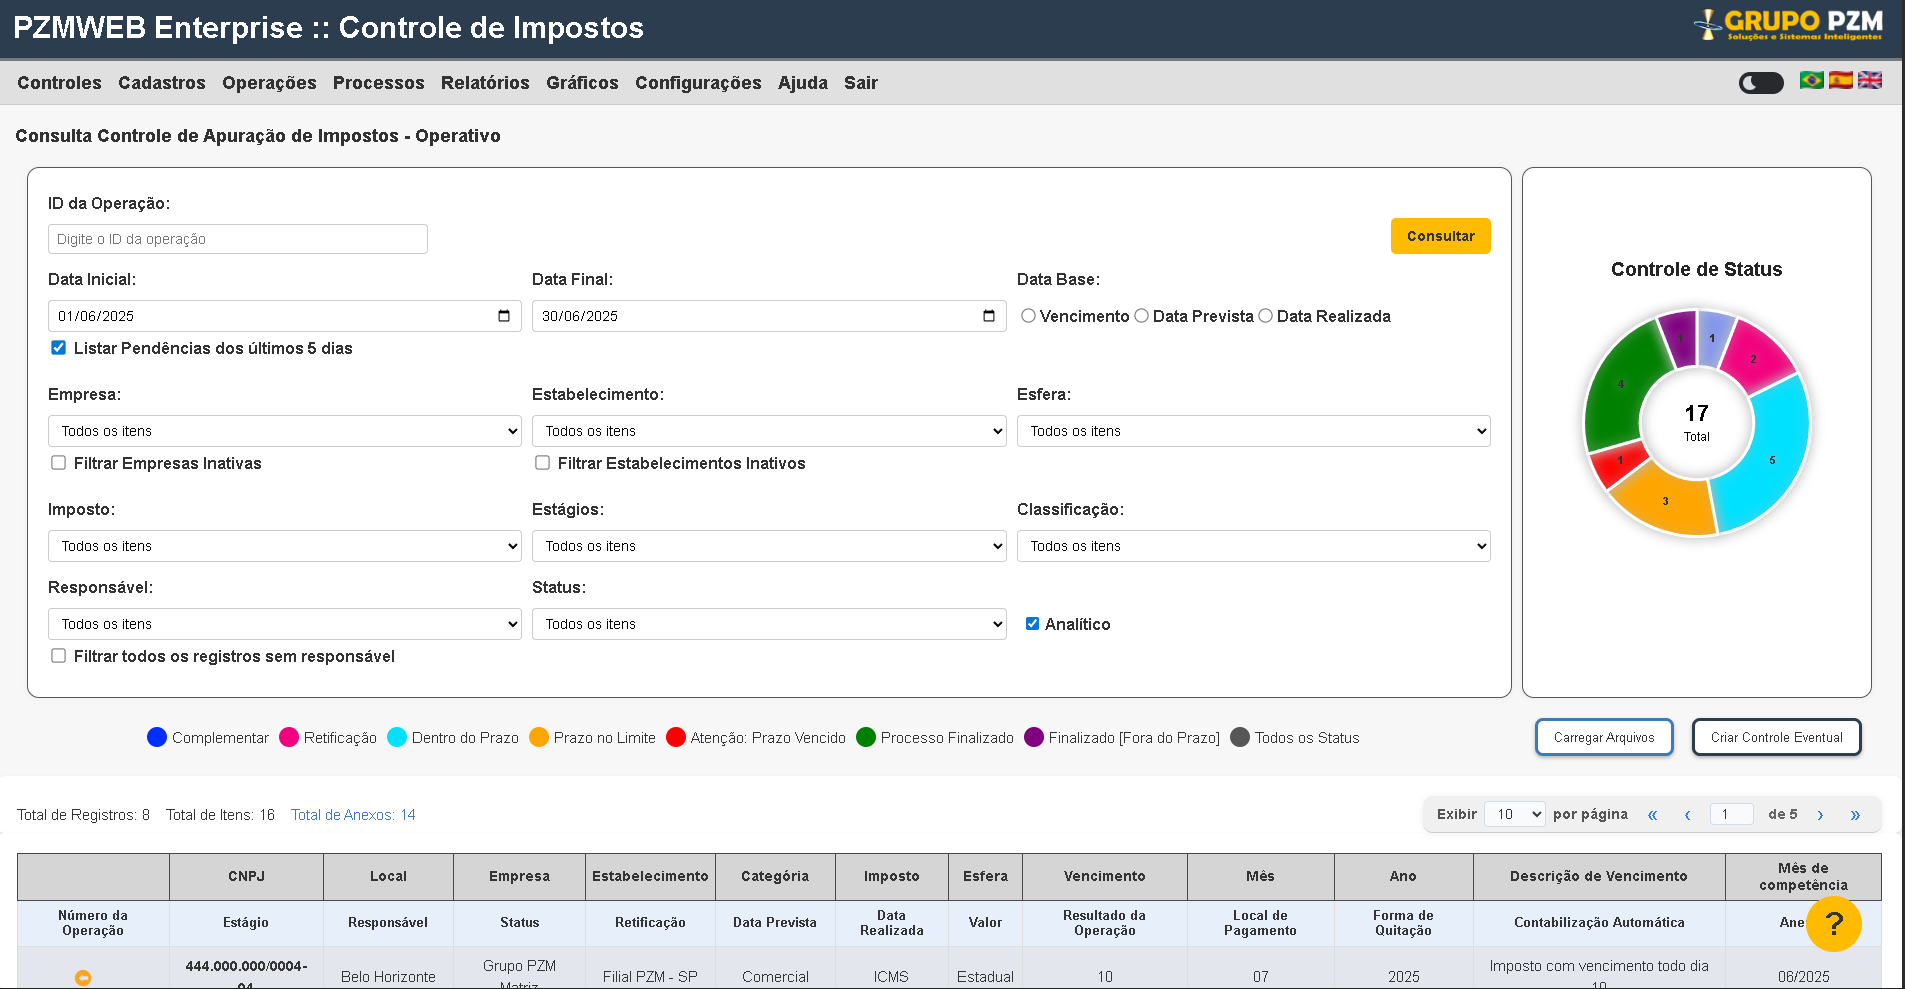 PZMWEB Enterprise :: Controle de Impostos
GRUPO PZM
Soluções e Sistemas Inteligentes
Controles Cadastros Operações Processos Relatórios Gráficos Configurações Ajuda Sair
Consulta Controle de Apuração de Impostos - Operativo
ID da Operação:
Digite o ID da operação
Consultar
Data Inicial: Data Final: Data Base:
01/06/2025 30/06/2025 Vencimento Data Prevista Data Realizada
Listar Pendências dos últimos 5 dias
Empresa: Estabelecimento: Esfera:
Todos os itens Todos os itens Todos os itens
Filtrar Empresas Inativas Filtrar Estabelecimentos Inativos
Imposto: Estágios: Classificação:
Todos os itens Todos os itens Todos os itens
Responsável: Status:
Todos os itens Todos os itens Analítico
Filtrar todos os registros sem responsável
Controle de Status
1 1
2
4
17
Total
1 5
3
Complementar Retificação Dentro do Prazo Prazo no Limite Atenção: Prazo Vencido Processo Finalizado Finalizado [Fora do Prazo] Todos os Status
Carregar Arquivos Criar Controle Eventual
Total de Registros: 8 Total de Itens: 16 Total de Anexos: 14
Exibir 10 por página « ‹ 1 de 5 › »
CNPJ Local Empresa Estabelecimento Categória Imposto Esfera Vencimento Mês Ano Descrição de Vencimento Mês de
competência
Número da
Operação Estágio Responsável Status Retificação Data Prevista Data
Realizada Valor Resultado da
Operação Local de
Pagamento Forma de
Quitação Contabilização Automática Ane
?
444.000.000/0004-
04 Belo Horizonte Grupo PZM
Matriz Filial PZM - SP Comercial ICMS Estadual 10 07 2025 Imposto com vencimento todo dia
10 06/2025